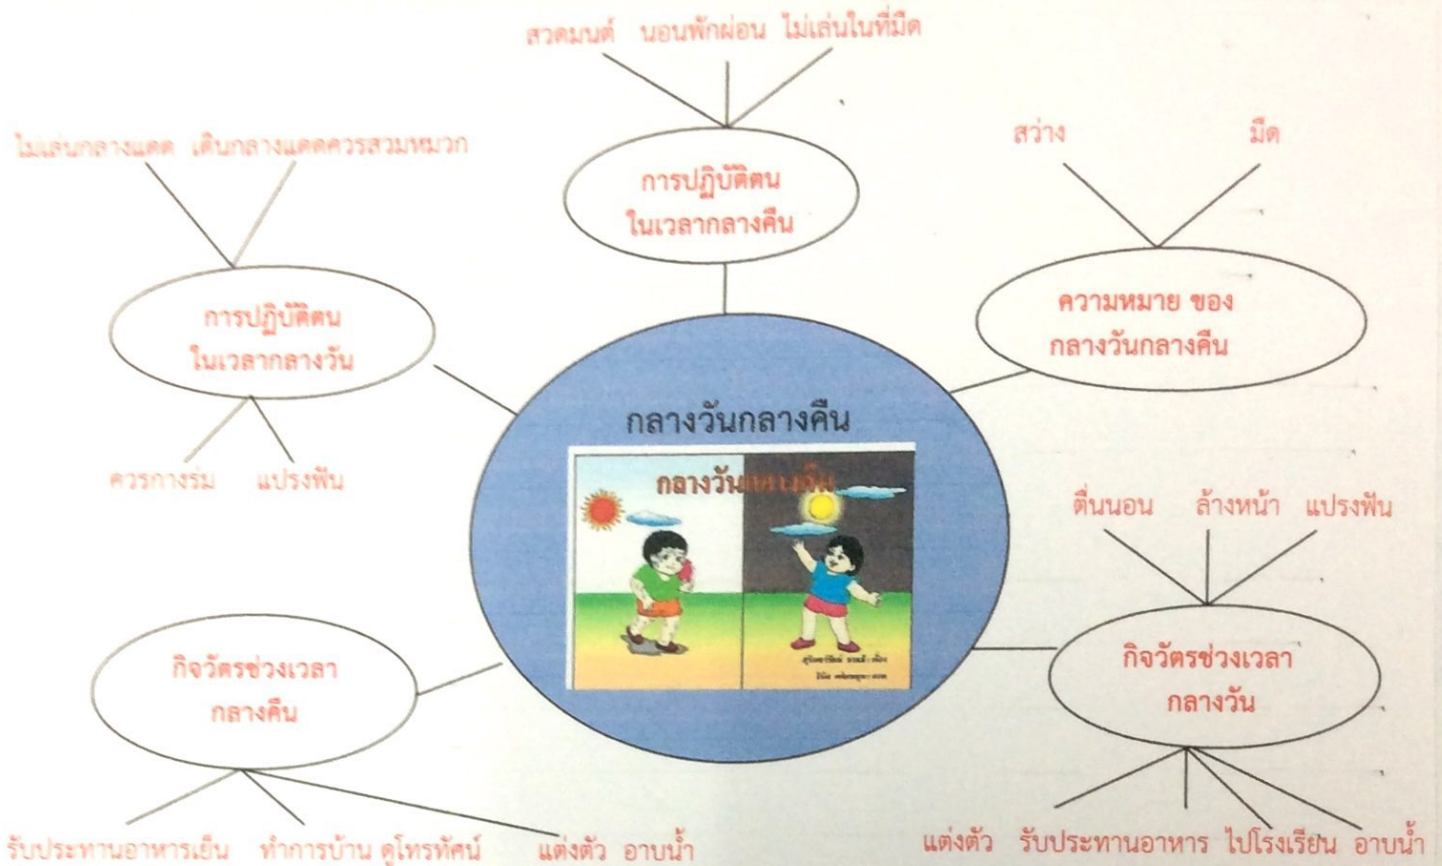 สวดมนต์ นอนพักผ่อน ไม่เล่นในที่มืด
การปฏิบัติตน
ในเวลากลางคืน
สว่าง มืด
ความหมาย ของ
กลางวันกลางคืน
ไม่เล่นกลางแดด เดินกลางแดดควรสวมหมวก
การปฏิบัติตน
ในเวลากลางวัน
ควรกางร่ม แปรงฟัน
กลางวันกลางคืน
กลางวันกลางคืน
ตื่นนอน ล้างหน้า แปรงฟัน
กิจวัตรช่วงเวลา
กลางวัน
แต่งตัว รับประทานอาหาร ไปโรงเรียน อาบน้ำ
กิจวัตรช่วงเวลา
กลางคืน
รับประทานอาหารเย็น ทำการบ้าน ดูโทรทัศน์ แต่งตัว อาบน้ำ